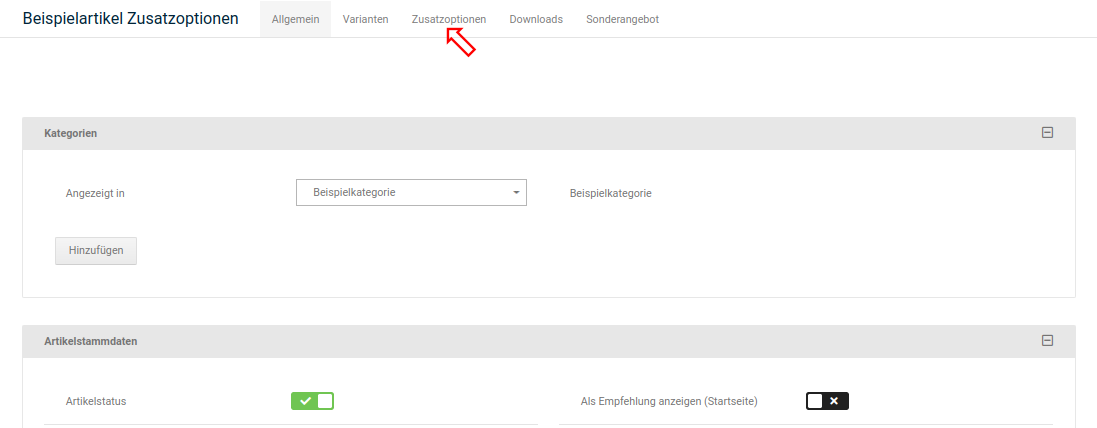 Beispielartikel Zusatzoptionen Allgemein Varianten Zusatzoptionen Downloads Sonderangebot
Kategorien
Angezeigt in Beispielkategorie Beispielkategorie
Hinzufügen
Artikelstammdaten
Artikelstatus Als Empfehlung anzeigen (Startseite)